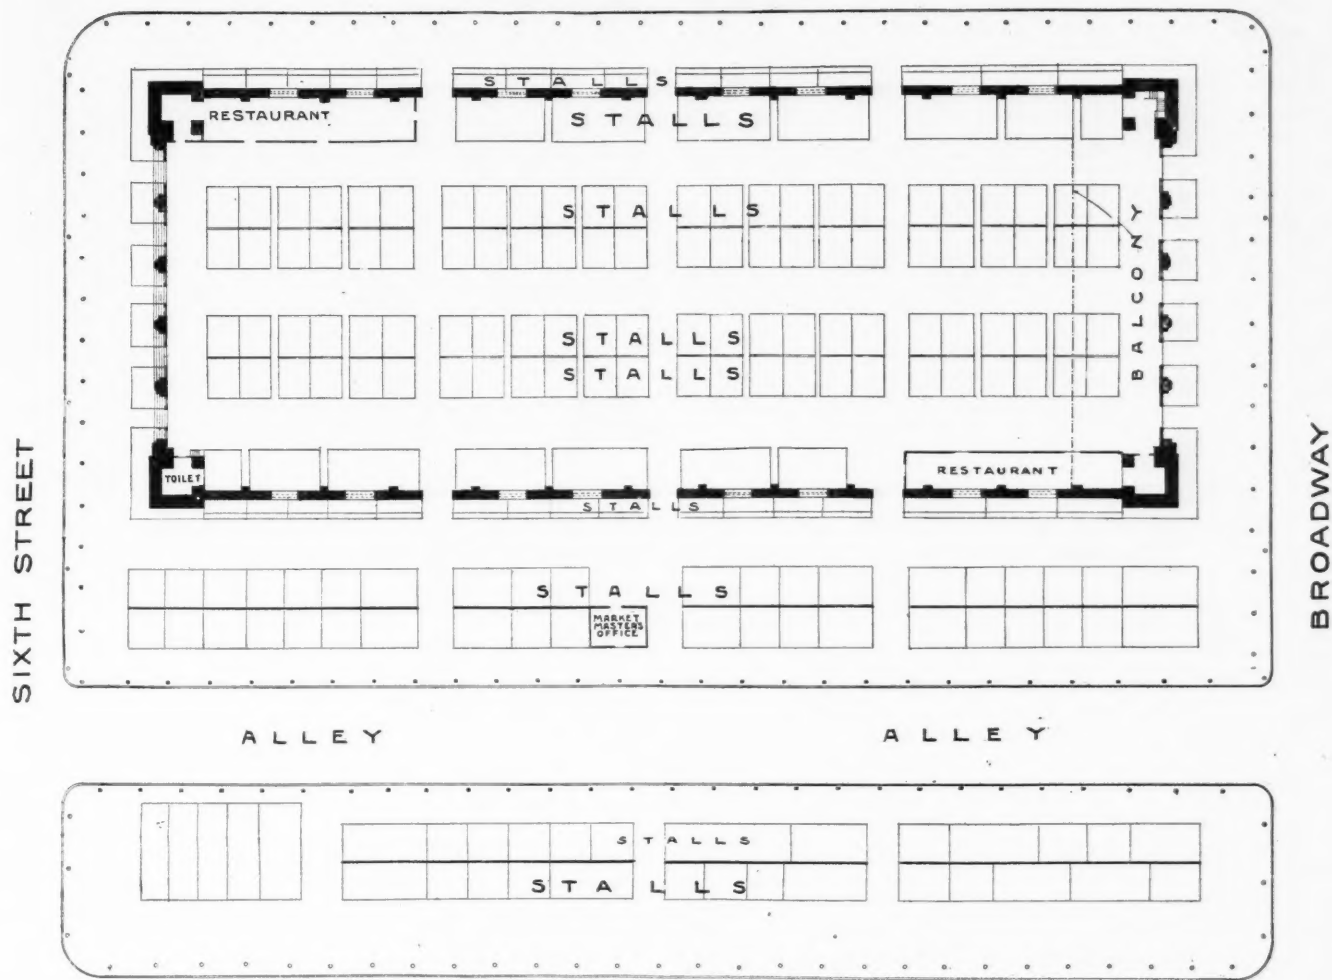 STALLS
RESTAURANT
STALLS
STALLS
BALCONY
STALLS
STALLS
SIXTH STREET
BROADWAY
TOILET
RESTAURANT
STALLS
STALLS
MARKET
MASTERS
OFFICE
ALLEY
ALLEY
STALLS
STALLS